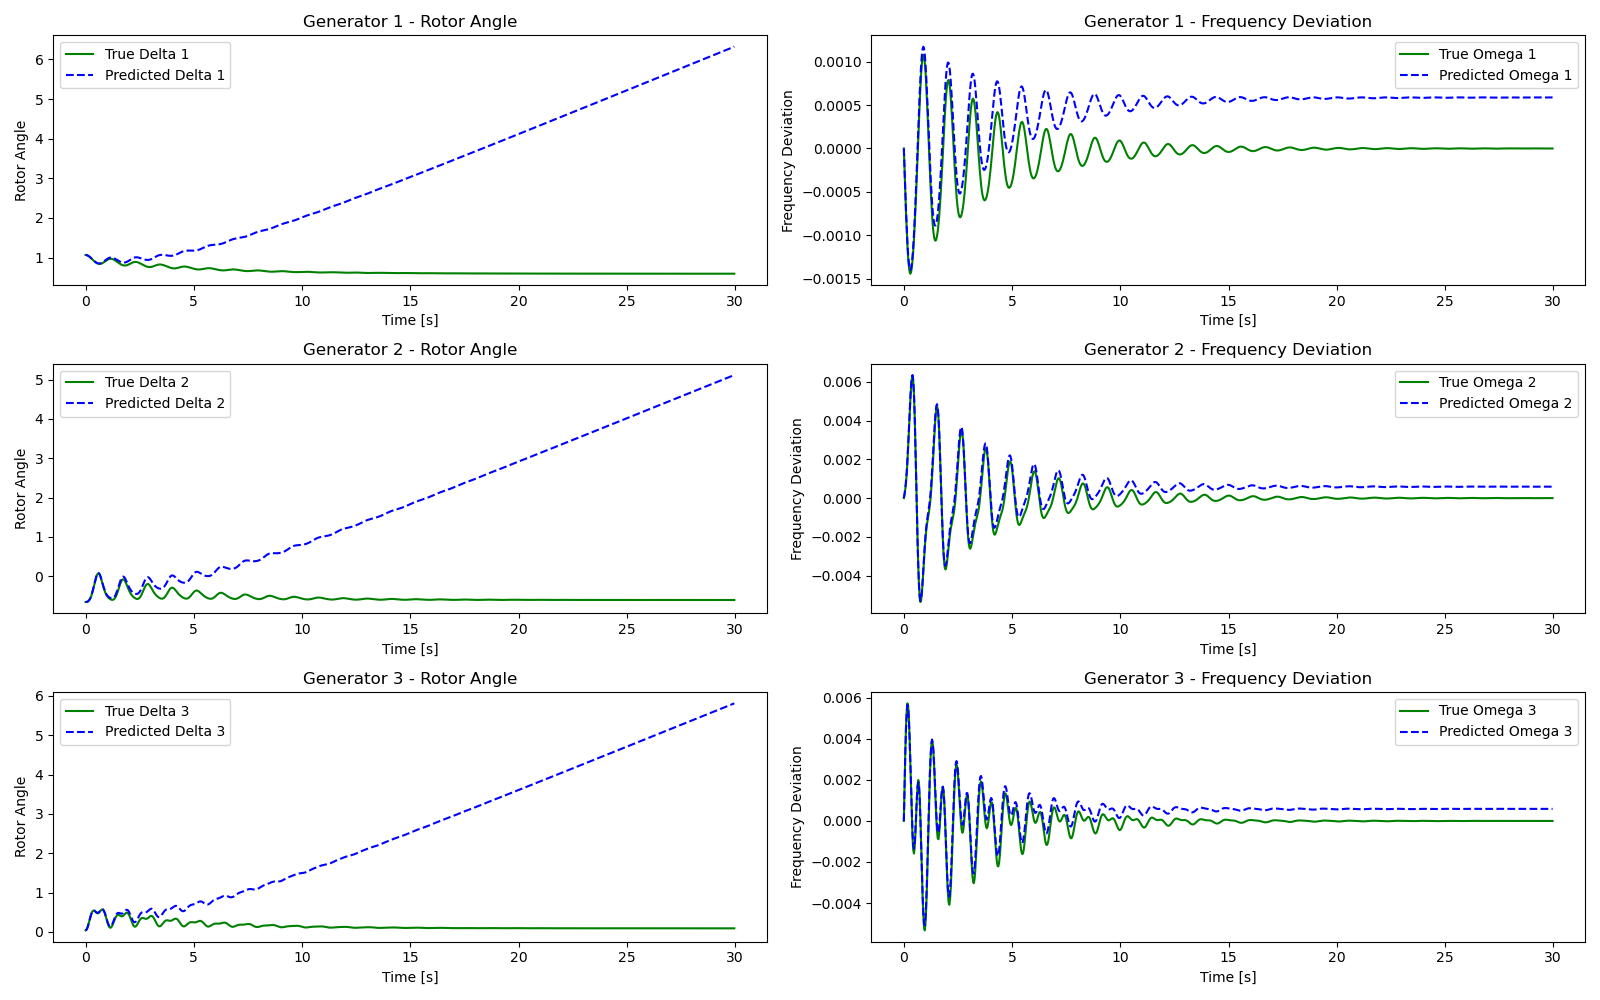 Generator 1 - Rotor Angle
True Delta 1
Predicted Delta 1
Rotor Angle
6
5
4
3
2
1
0
5
10
15
20
25
30
Time [s]
Generator 1 - Frequency Deviation
True Omega 1
Predicted Omega 1
Frequency Deviation
0.0010
0.0005
0.0000
−0.0005
−0.0010
−0.0015
0
5
10
15
20
25
30
Time [s]
Generator 2 - Rotor Angle
True Delta 2
Predicted Delta 2
Rotor Angle
5
4
3
2
1
0
0
5
10
15
20
25
30
Time [s]
Generator 2 - Frequency Deviation
True Omega 2
Predicted Omega 2
Frequency Deviation
0.006
0.004
0.002
0.000
−0.002
−0.004
0
5
10
15
20
25
30
Time [s]
Generator 3 - Rotor Angle
True Delta 3
Predicted Delta 3
Rotor Angle
6
5
4
3
2
1
0
0
5
10
15
20
25
30
Time [s]
Generator 3 - Frequency Deviation
True Omega 3
Predicted Omega 3
Frequency Deviation
0.006
0.004
0.002
0.000
−0.002
−0.004
0
5
10
15
20
25
30
Time [s]